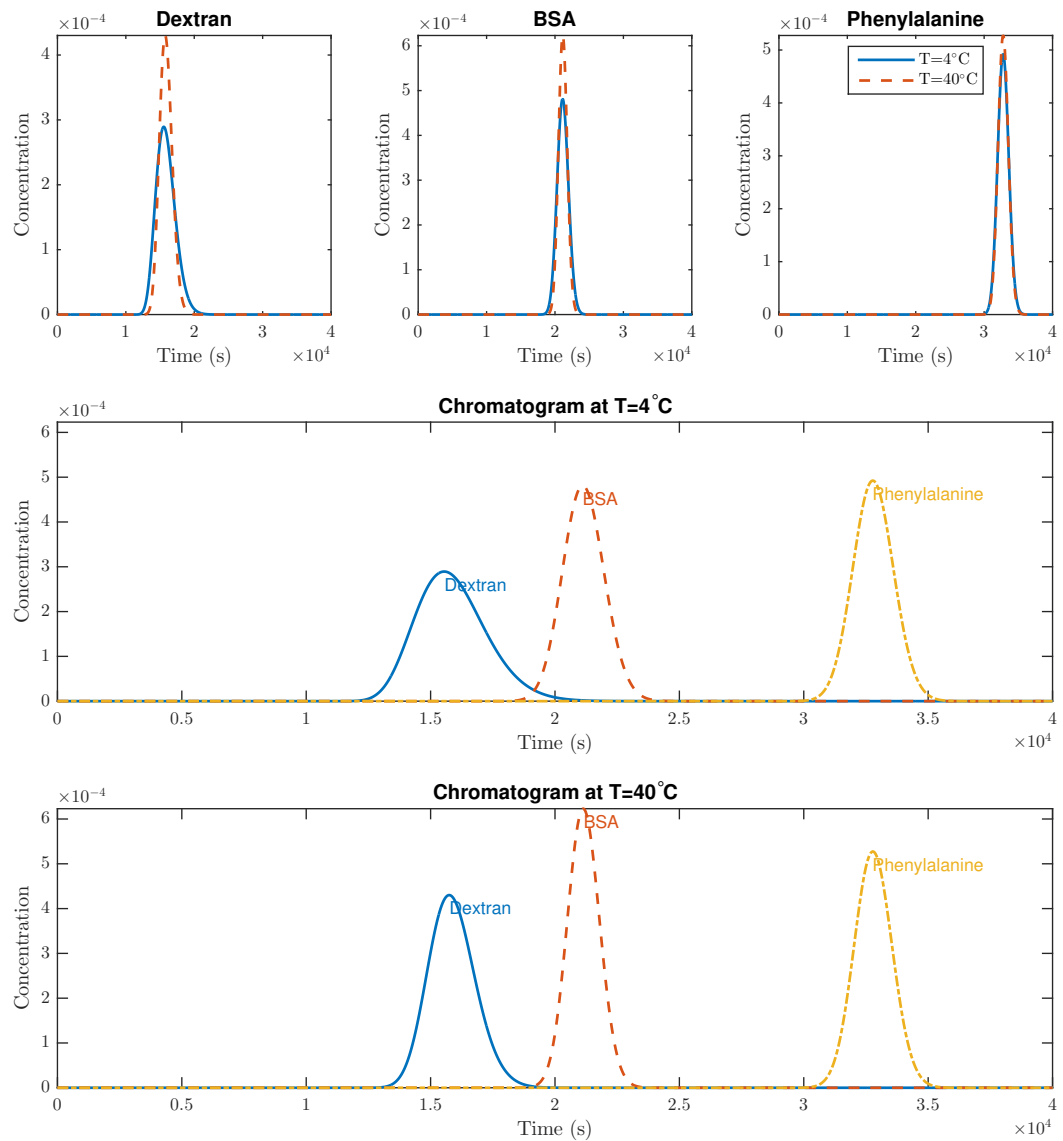 Dextran
×10⁻⁴
4
3
2
1
0
Concentration
0 1 2 3 4
Time (s)
×10⁴
BSA
×10⁻⁴
6
5
4
3
2
1
0
Concentration
0 1 2 3 4
Time (s)
×10⁴
Phenylalanine
×10⁻⁴
5
4
3
2
1
0
Concentration
T=4°C
T=40°C
0 1 2 3 4
Time (s)
×10⁴
Chromatogram at T=4°C
×10⁻⁴
6
5
4
3
2
1
0
Concentration
Dextran
BSA
Phenylalanine
0 0.5 1 1.5 2 2.5 3 3.5 4
Time (s)
×10⁴
Chromatogram at T=40°C
×10⁻⁴
6
5
4
3
2
1
0
Concentration
Dextran
BSA
Phenylalanine
0 0.5 1 1.5 2 2.5 3 3.5 4
Time (s)
×10⁴